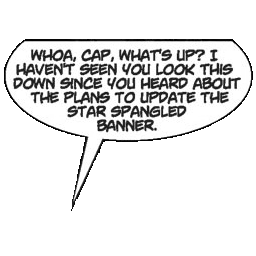 WHOA, CAP, WHAT'S UP? I
HAVEN'T SEEN YOU LOOK THIS
DOWN SINCE YOU HEARD ABOUT
THE PLANS TO UPDATE THE
STAR SPANGLED
BANNER.